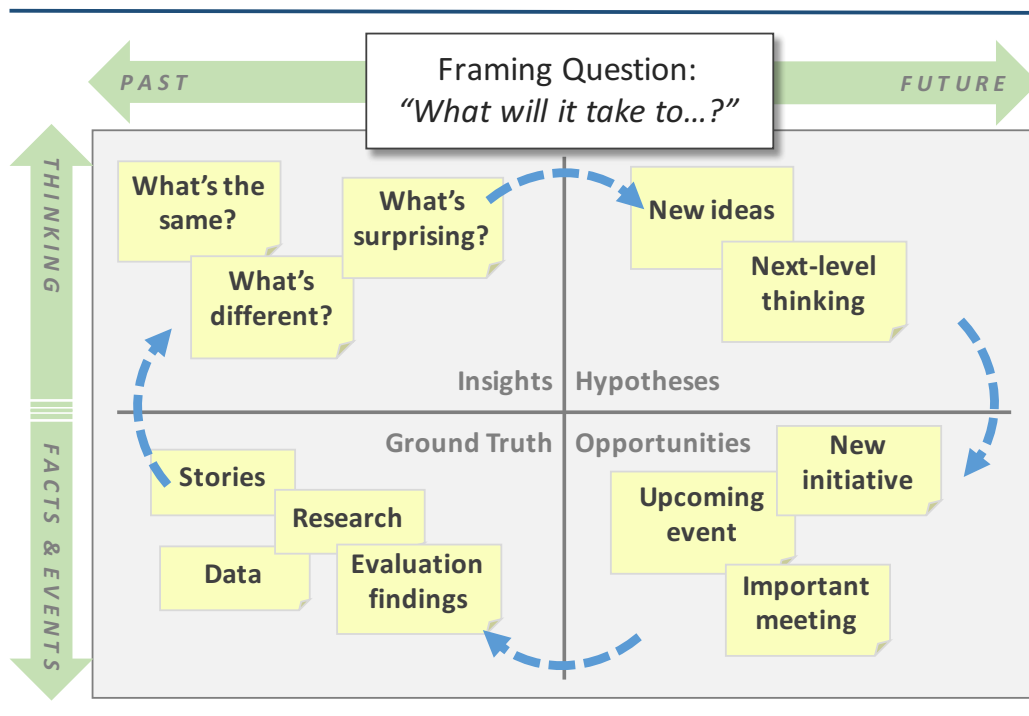 Framing Question:
“What will it take to…?”
PAST
FUTURE
THINKING
FACTS & EVENTS
What’s the
same?
What’s
different?
What’s
surprising?
New ideas
Next-level
thinking
Insights
Hypotheses
Ground Truth
Opportunities
Stories
Research
Data
Evaluation
findings
New
initiative
Upcoming
event
Important
meeting